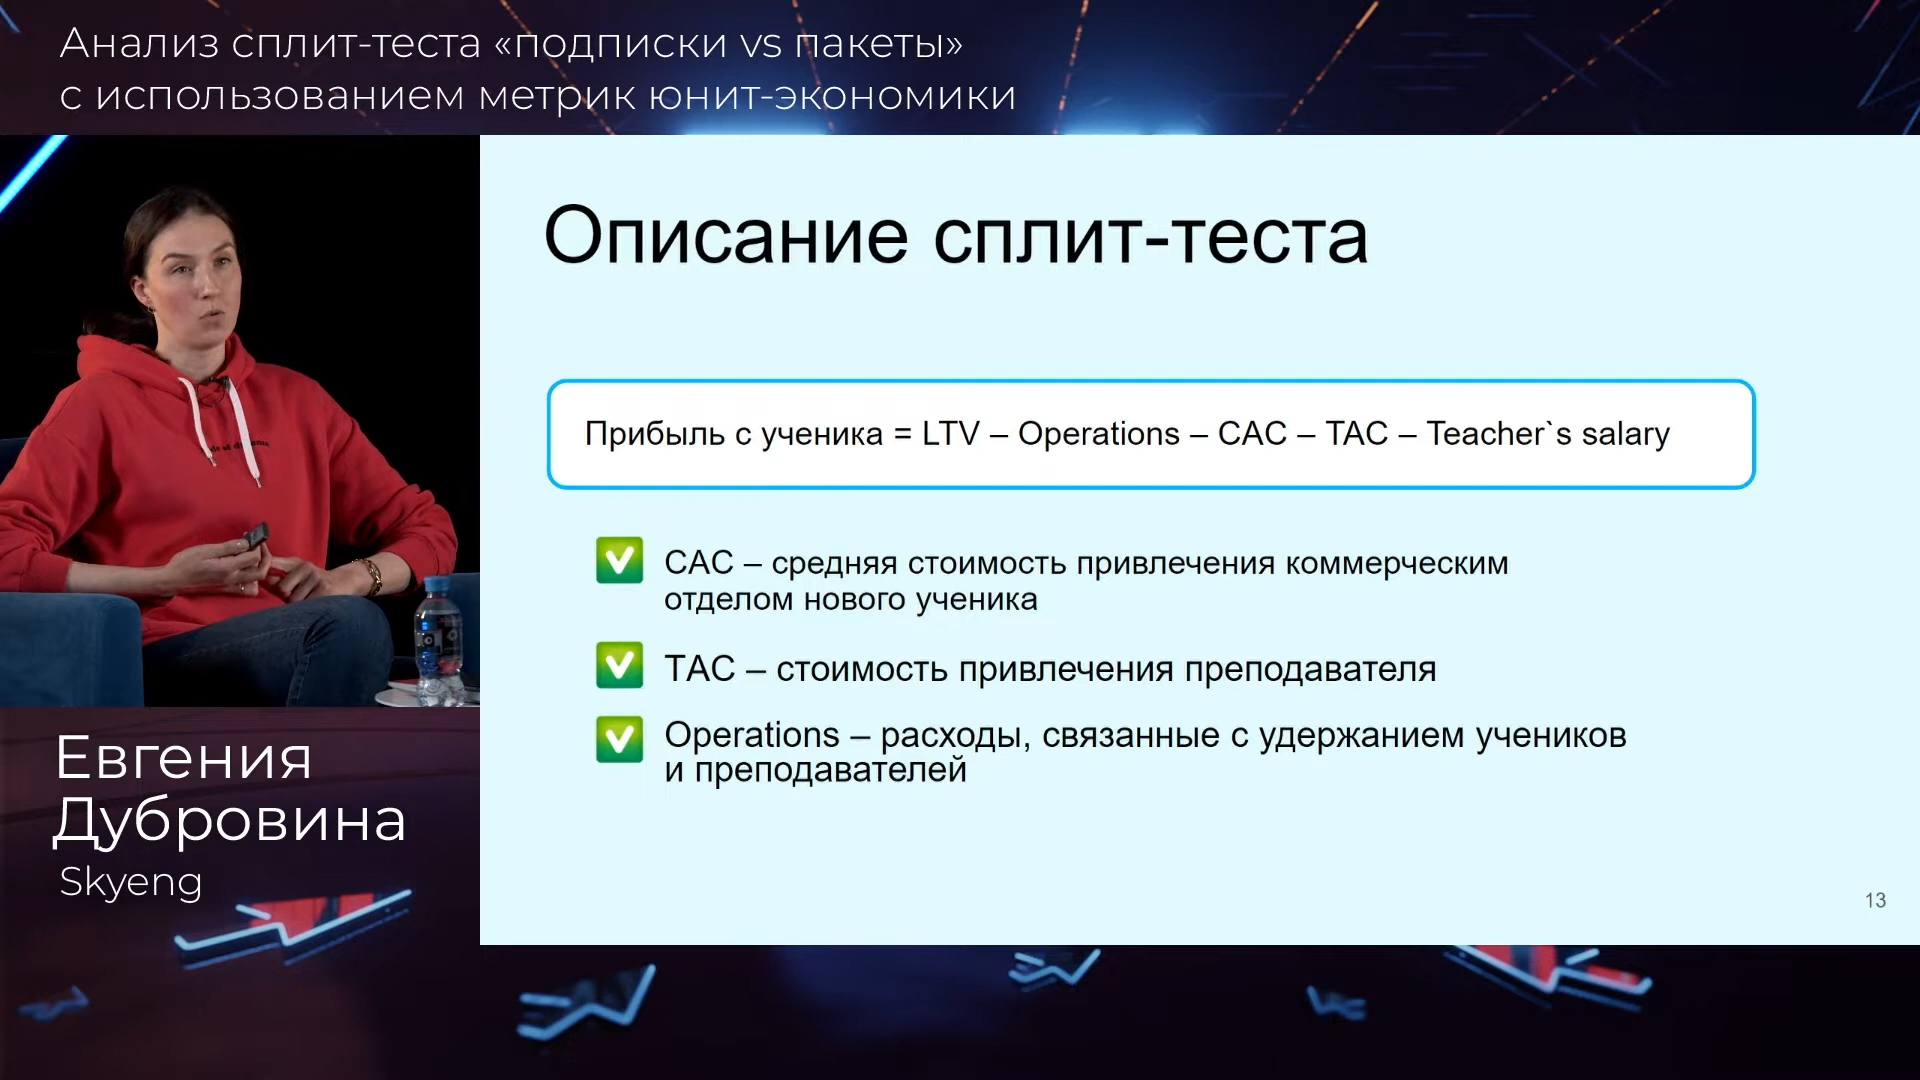 Анализ сплит-теста «подписки vs пакеты»
с использованием метрик юнит-экономики
Описание сплит-теста
Прибыль с ученика = LTV – Operations – CAC – TAC – Teacher`s salary
CAC – средняя стоимость привлечения коммерческим
отделом нового ученика
TAC – стоимость привлечения преподавателя
Operations – расходы, связанные с удержанием учеников
и преподавателей
13
Евгения
Дубровина
Skyeng